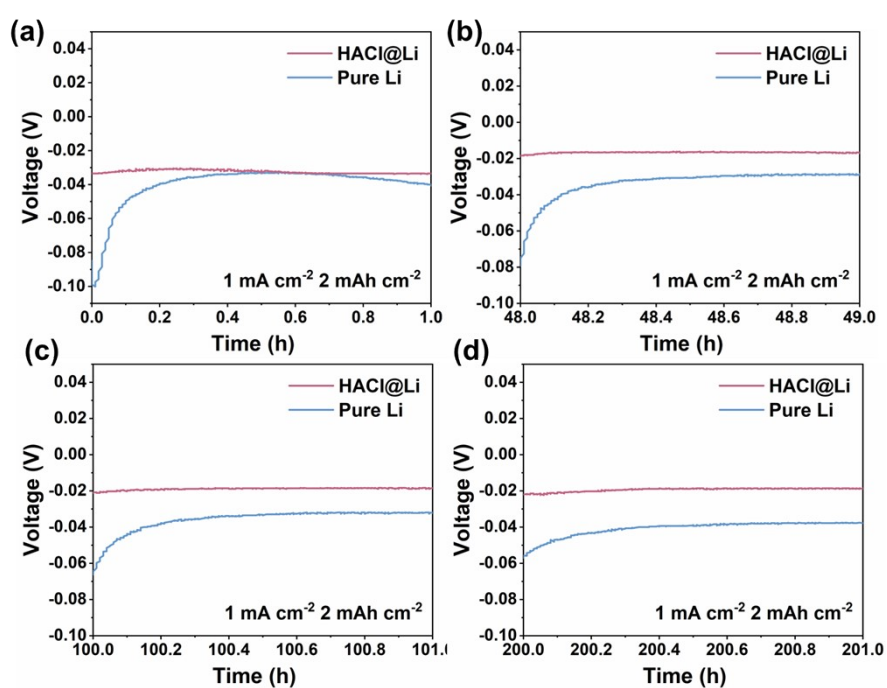 (a)
0.04
0.02
0.00
-0.02
-0.04
-0.06
-0.08
-0.10
Voltage (V)
HACl@Li
Pure Li
1 mA cm⁻² 2 mAh cm⁻²
0.0 0.2 0.4 0.6 0.8 1.0
Time (h)
(b)
0.04
0.02
0.00
-0.02
-0.04
-0.06
-0.08
-0.10
Voltage (V)
HACl@Li
Pure Li
1 mA cm⁻² 2 mAh cm⁻²
48.0 48.2 48.4 48.6 48.8 49.0
Time (h)
(c)
0.04
0.02
0.00
-0.02
-0.04
-0.06
-0.08
-0.10
Voltage (V)
HACl@Li
Pure Li
1 mA cm⁻² 2 mAh cm⁻²
100.0 100.2 100.4 100.6 100.8 101.0
Time (h)
(d)
0.04
0.02
0.00
-0.02
-0.04
-0.06
-0.08
-0.10
Voltage (V)
HACl@Li
Pure Li
1 mA cm⁻² 2 mAh cm⁻²
200.0 200.2 200.4 200.6 200.8 201.0
Time (h)